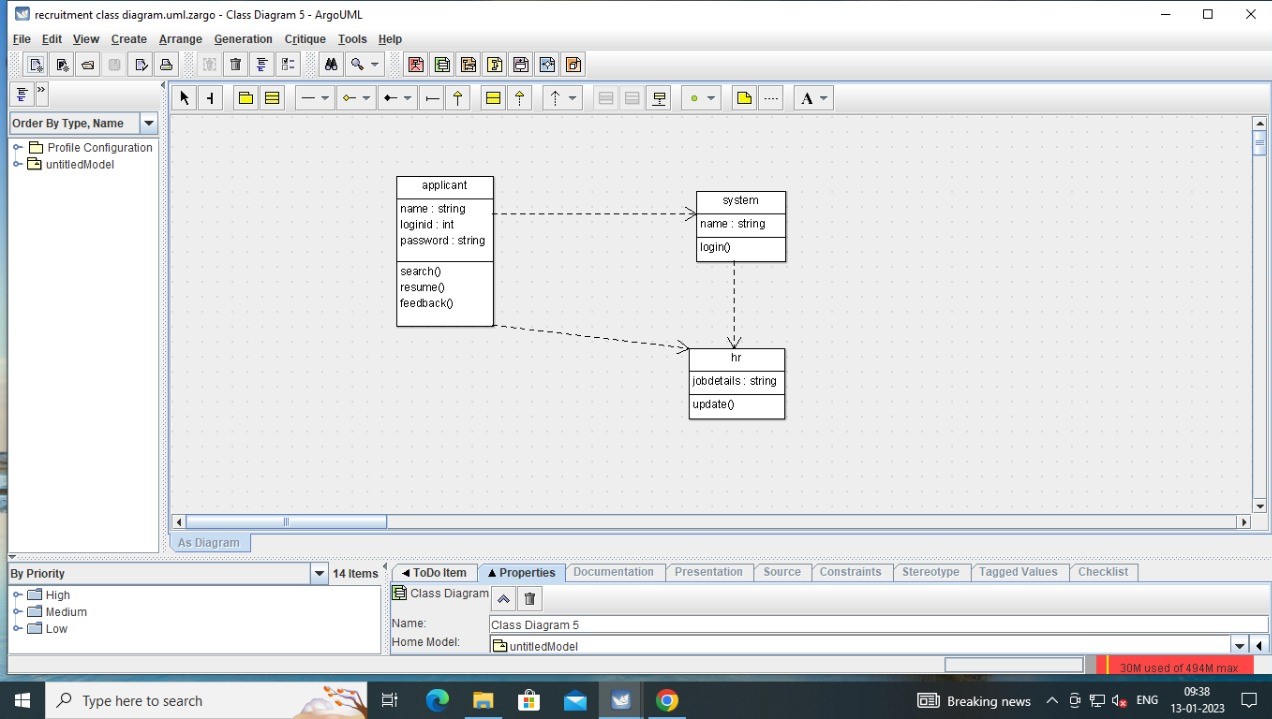 recruitment class diagram.uml.zargo - Class Diagram 5 - ArgoUML
File Edit View Create Arrange Generation Critique Tools Help
Order By Type, Name
Profile Configuration
untitledModel
applicant
name : string
loginid : int
password : string
search()
resume()
feedback()
system
name : string
login()
hr
jobdetails : string
update()
As Diagram
By Priority
14 Items
High
Medium
Low
ToDo Item Properties Documentation Presentation Source Constraints Stereotype Tagged Values Checklist
Class Diagram
Name:
Class Diagram 5
Home Model:
untitledModel
30M used of 494M max
Type here to search
Breaking news
ENG
09:38
13-01-2023